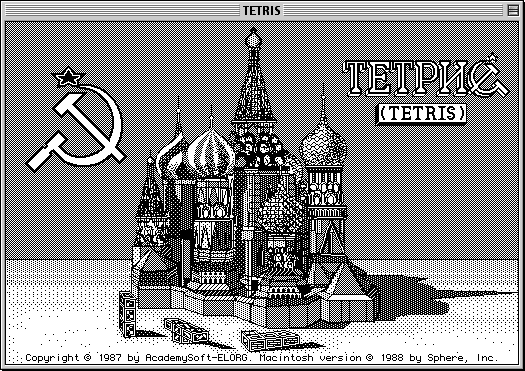 TETRIS
ТЕТРИС
(TETRIS)
Copyright © 1987 by AcademySoft-ELORG. Macintosh version © 1988 by Sphere, Inc.